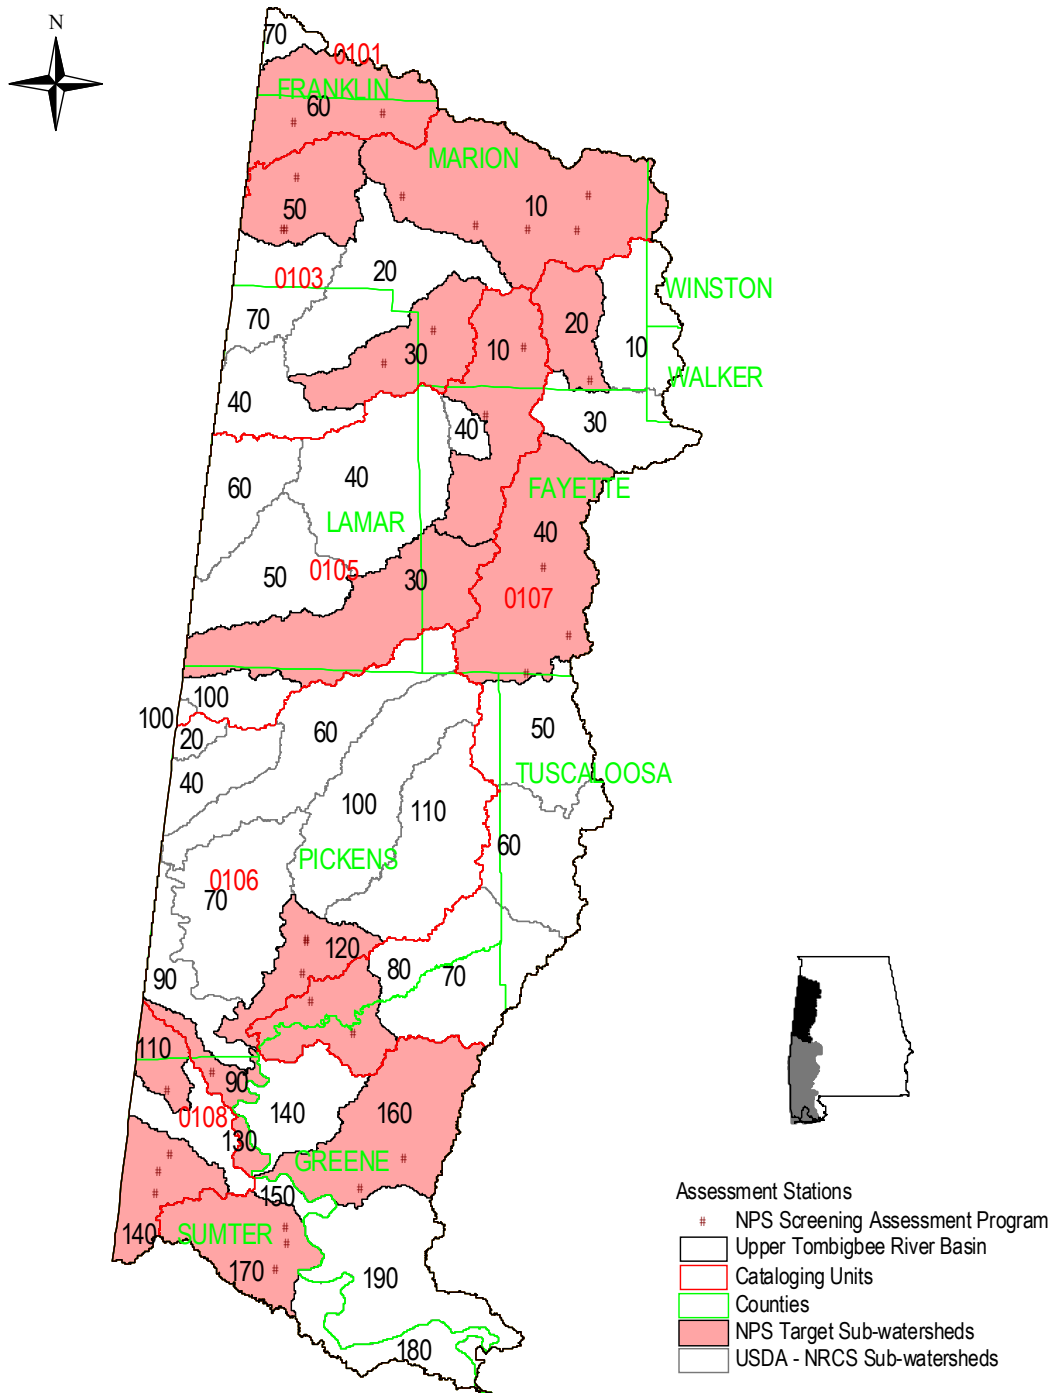 N
70
0101
FRANKLIN
60
MARION
50
10
20
0103
WINSTON
70
20
10
30
10
WALKER
40
30
40
40
60
FAYETTE
LAMAR
40
0105
50
30
0107
100
100
60
50
20
TUSCALOOSA
40
100
110
60
PICKENS
0106
70
120
80
70
90
110
90
140
160
0108
130
GREENE
150
140
SUMTER
170
190
180
Assessment Stations
# NPS Screening Assessment Program
Upper Tombigbee River Basin
Cataloging Units
Counties
NPS Target Sub-watersheds
USDA - NRCS Sub-watersheds